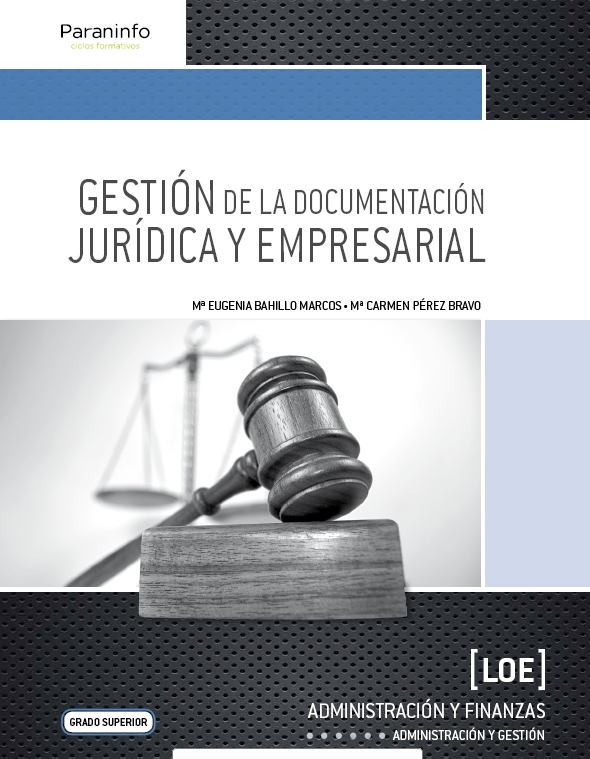 Paraninfo
ciclos formativos
GESTIÓN DE LA DOCUMENTACIÓN
JURÍDICA Y EMPRESARIAL
Mª EUGENIA BAHILLO MARCOS • Mª CARMEN PÉREZ BRAVO
[LOE]
ADMINISTRACIÓN Y FINANZAS
GRADO SUPERIOR
ADMINISTRACIÓN Y GESTIÓN